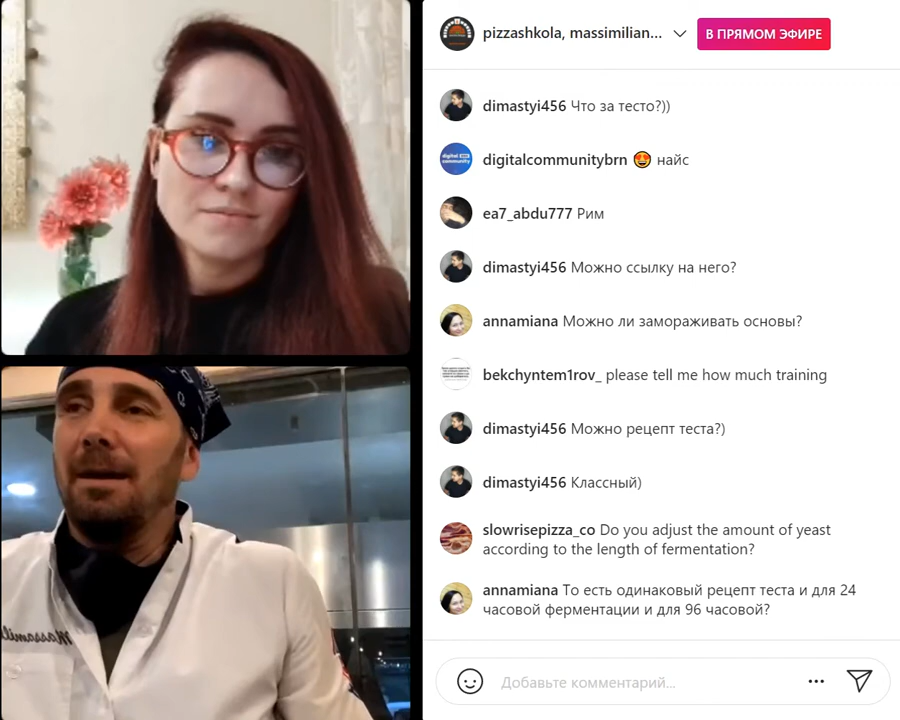 pizzashkola, massimilian...
В ПРЯМОМ ЭФИРЕ
dimastyi456 Что за тесто?))
digitalcommunitybrn 😍 найс
ea7_abdu777 Рим
dimastyi456 Можно ссылку на него?
annamiana Можно ли замораживать основы?
bekchyntem1rov_ please tell me how much training
dimastyi456 Можно рецепт теста?)
dimastyi456 Классный)
slowrisepizza_co Do you adjust the amount of yeast
according to the length of fermentation?
annamiana То есть одинаковый рецепт теста и для 24
часовой ферментации и для 96 часовой?
Добавьте комментарий...